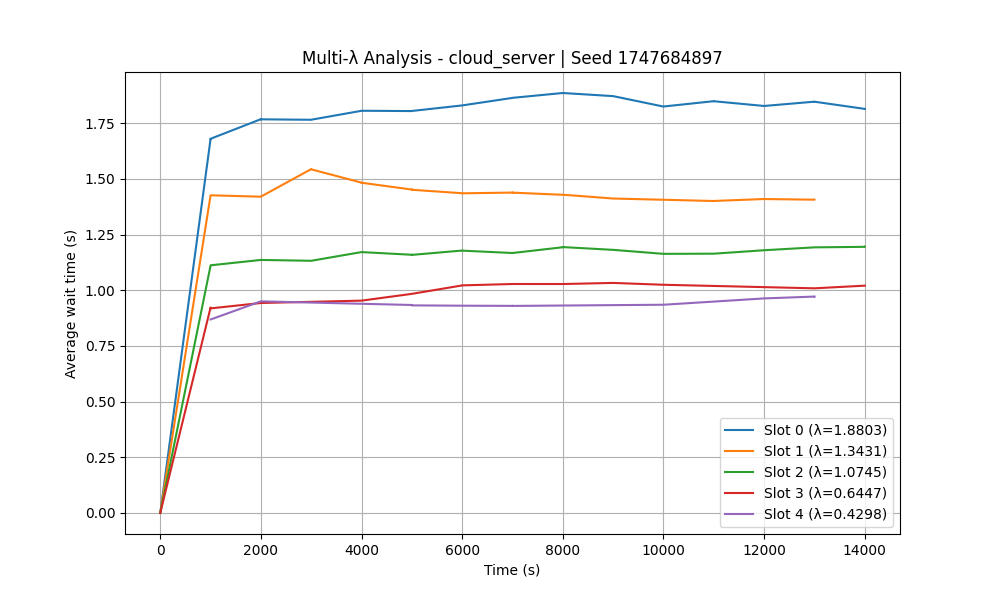 Multi-λ Analysis - cloud_server | Seed 1747684897
Average wait time (s)
1.75
1.50
1.25
1.00
0.75
0.50
0.25
0.00
Slot 0 (λ=1.8803)
Slot 1 (λ=1.3431)
Slot 2 (λ=1.0745)
Slot 3 (λ=0.6447)
Slot 4 (λ=0.4298)
0 2000 4000 6000 8000 10000 12000 14000
Time (s)